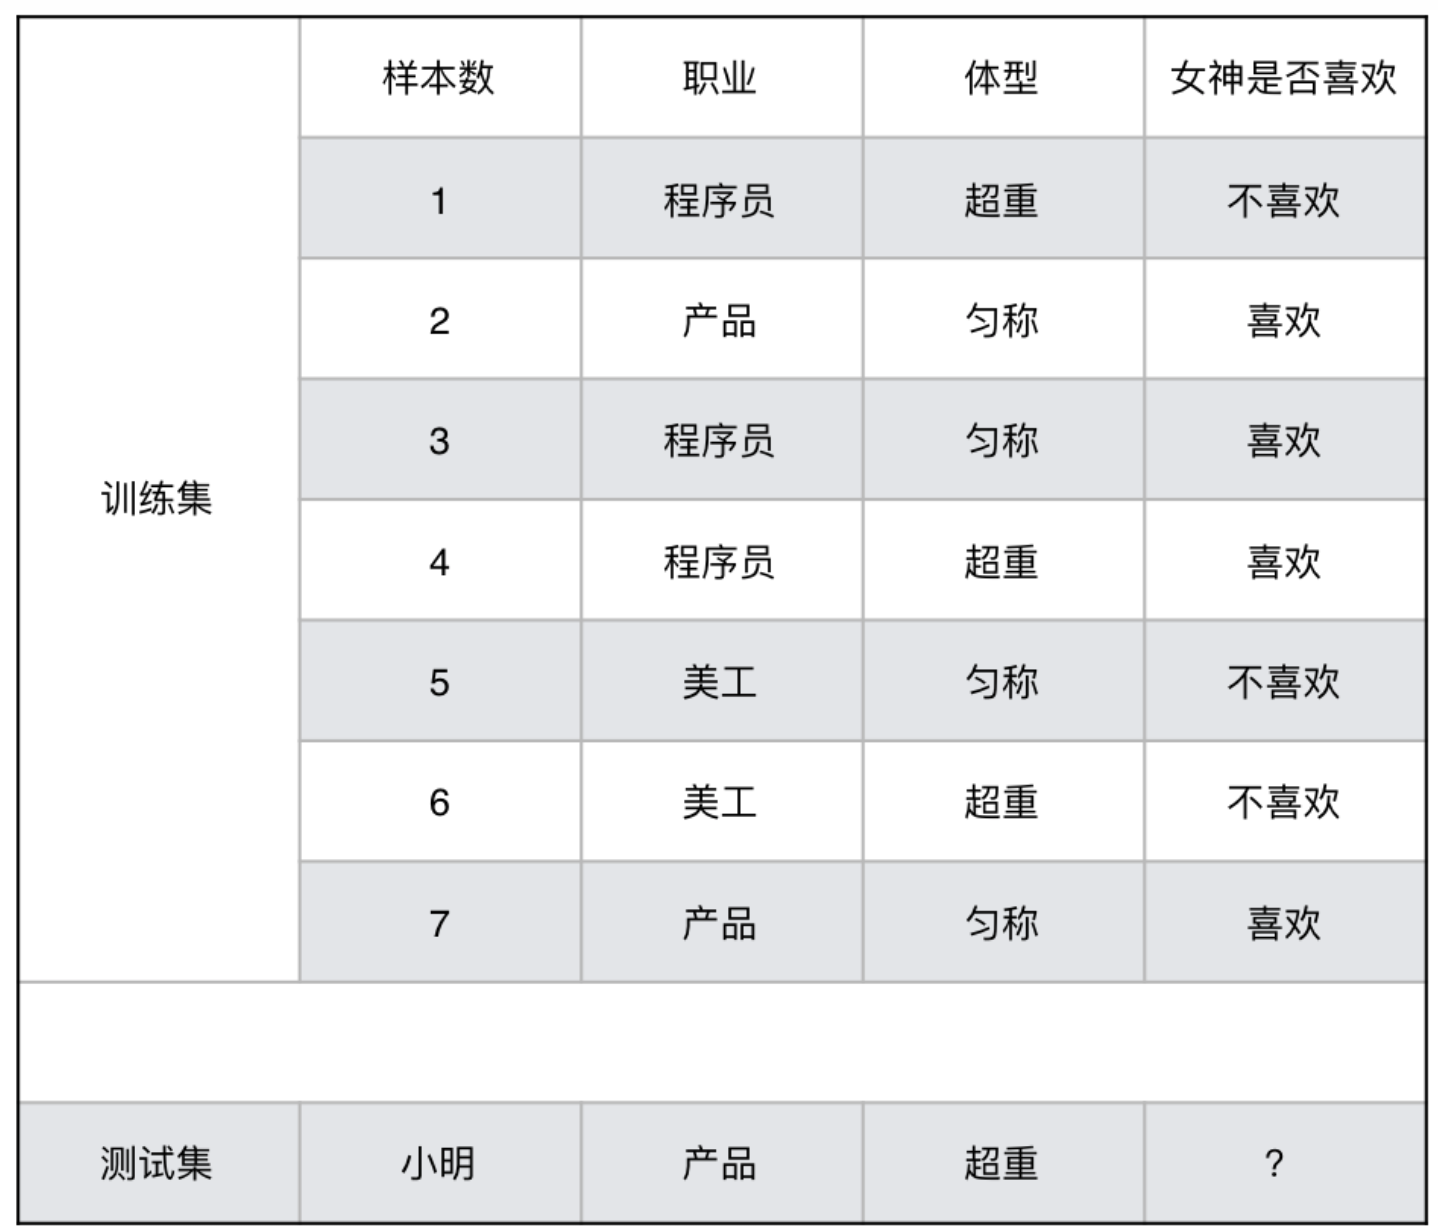 样本数 职业 体型 女神是否喜欢
1 程序员 超重 不喜欢
2 产品 匀称 喜欢
3 程序员 匀称 喜欢
训练集
4 程序员 超重 喜欢
5 美工 匀称 不喜欢
6 美工 超重 不喜欢
7 产品 匀称 喜欢
测试集 小明 产品 超重 ?